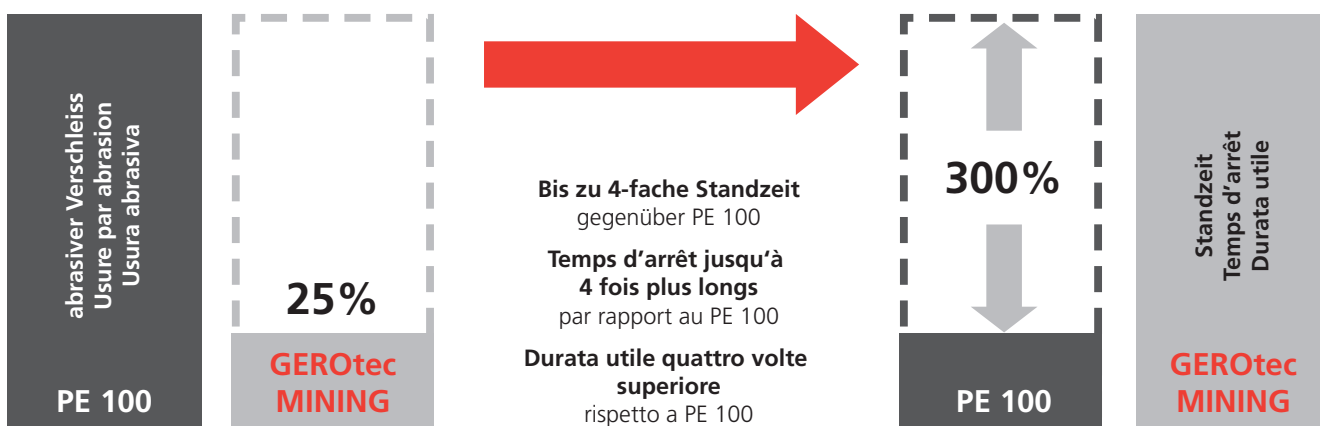 abrasiver Verschleiss
Usure par abrasion
Usura abrasiva
PE 100
25%
GEROtec
MINING
Bis zu 4-fache Standzeit
gegenüber PE 100
Temps d’arrêt jusqu’à
4 fois plus longs
par rapport au PE 100
Durata utile quattro volte
superiore
rispetto a PE 100
300%
PE 100
Standzeit
Temps d’arrêt
Durata utile
GEROtec
MINING